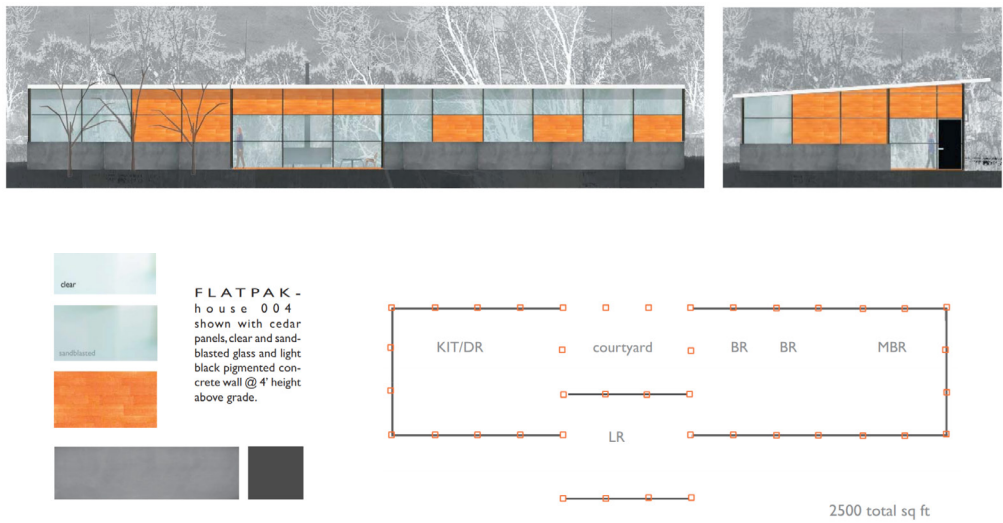 clear
sandblasted
FLATPAK-
house 004
shown with cedar
panels, clear and sand-
blasted glass and light
black pigmented con-
crete wall @ 4' height
above grade.
KIT/DR
courtyard
BR
BR
MBR
LR
2500 total sq ft